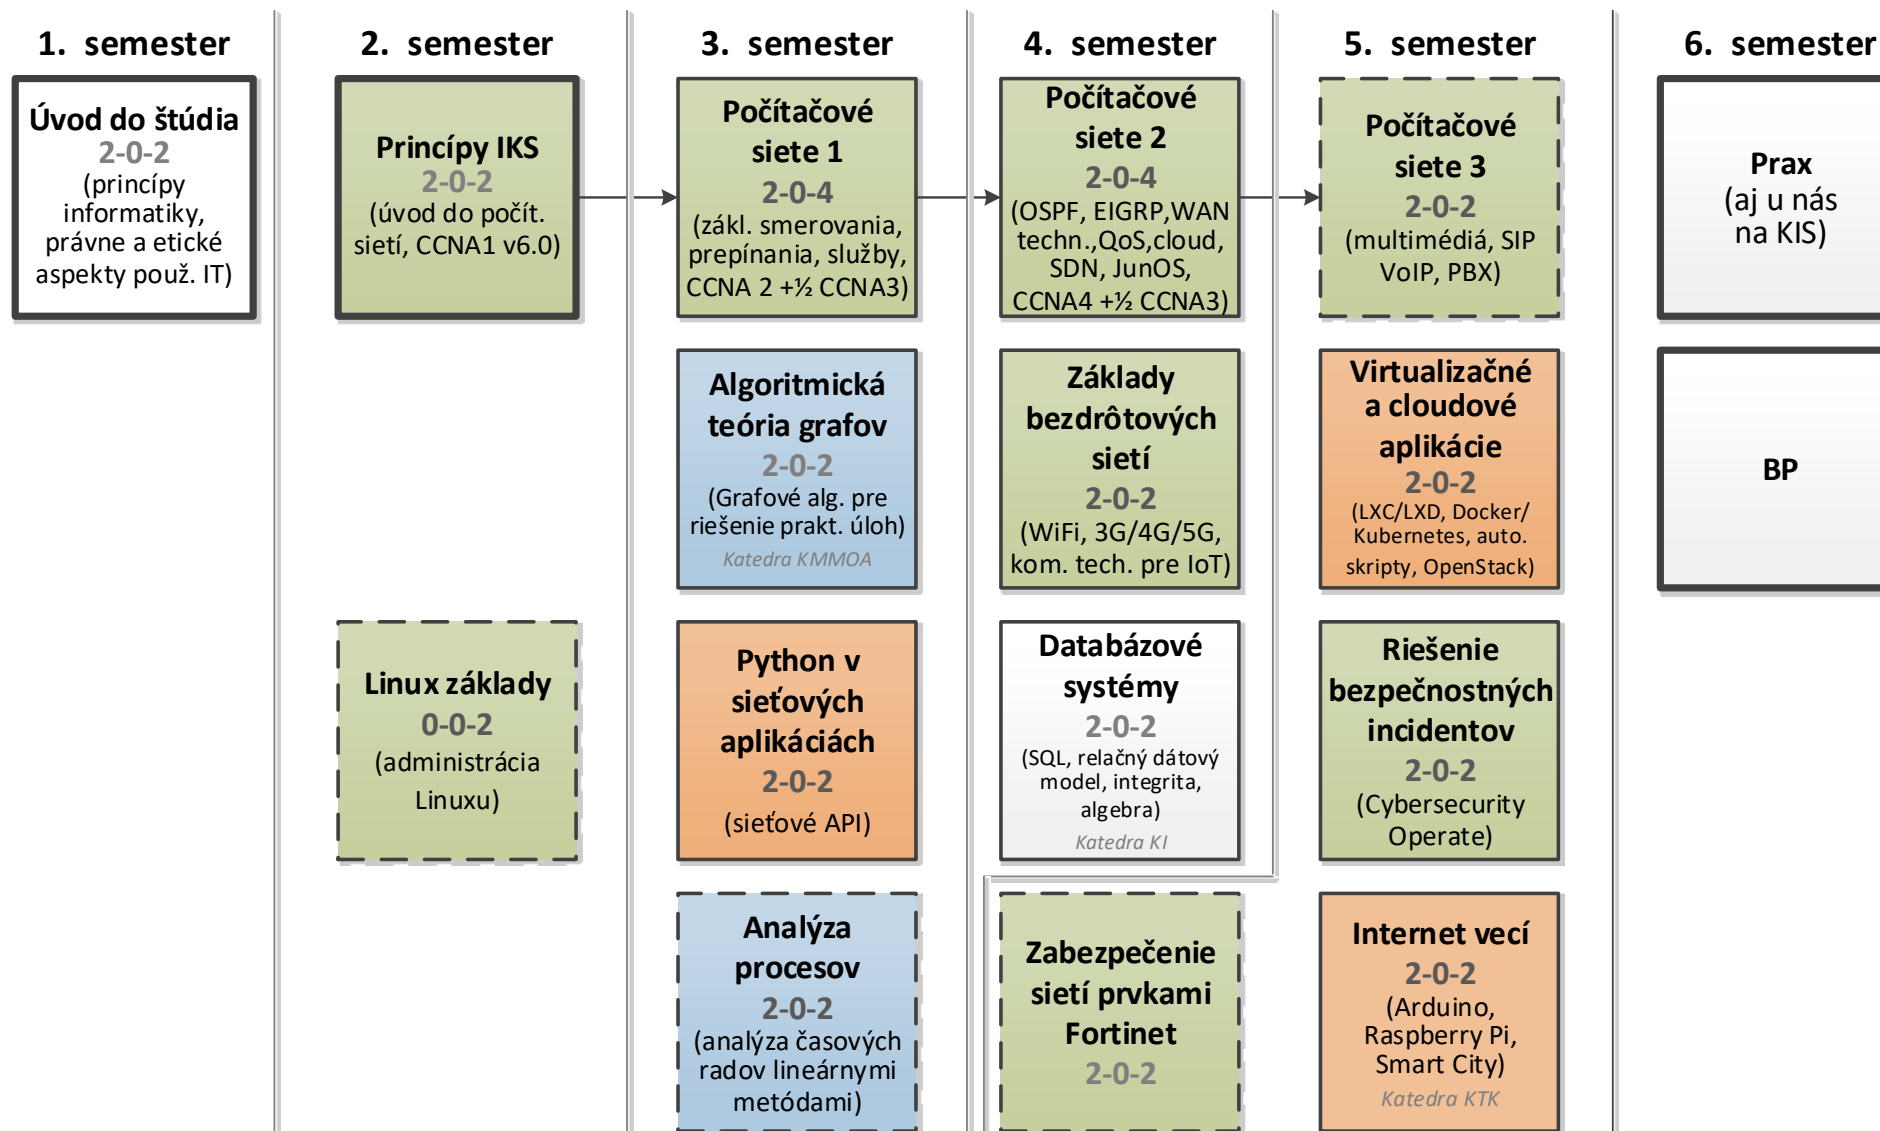 1. semester
Úvod do štúdia
2-0-2
(princípy
informatiky,
právne a etické
aspekty použ. IT)
2. semester
Princípy IKS
2-0-2
(úvod do počít.
sietí, CCNA1 v6.0)
Linux základy
0-0-2
(administrácia
Linuxu)
3. semester
Počítačové
siete 1
2-0-4
(zákl. smerovania,
prepínania, služby,
CCNA 2 +½ CCNA3)
Algoritmická
teória grafov
2-0-2
(Grafové alg. pre
riešenie prakt. úloh)
Katedra KMMOA
Python v
sieťových
aplikáciách
2-0-2
(sieťové API)
Analýza
procesov
2-0-2
(analýza časových
radov lineárnymi
metódami)
4. semester
Počítačové
siete 2
2-0-4
(OSPF, EIGRP,WAN
techn.,QoS,cloud,
SDN, JunOS,
CCNA4 +½ CCNA3)
Základy
bezdrôtových
sietí
2-0-2
(WiFi, 3G/4G/5G,
kom. tech. pre IoT)
Databázové
systémy
2-0-2
(SQL, relačný dátový
model, integrita,
algebra)
Katedra KI
Zabezpečenie
sietí prvkami
Fortinet
2-0-2
5. semester
Počítačové
siete 3
2-0-2
(multimédiá, SIP
VoIP, PBX)
Virtualizačné
a cloudové
aplikácie
2-0-2
(LXC/LXD, Docker/
Kubernetes, auto.
skripty, OpenStack)
Riešenie
bezpečnostných
incidentov
2-0-2
(Cybersecurity
Operate)
Internet vecí
2-0-2
(Arduino,
Raspberry Pi,
Smart City)
Katedra KTK
6. semester
Prax
(aj u nás
na KIS)
BP